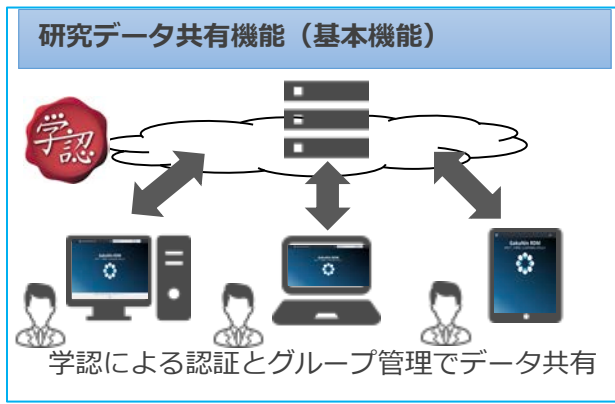 研究データ共有機能（基本機能）
学認
GakuNin RDM
GakuNin RDM
GakuNin RDM
学認による認証とグループ管理でデータ共有